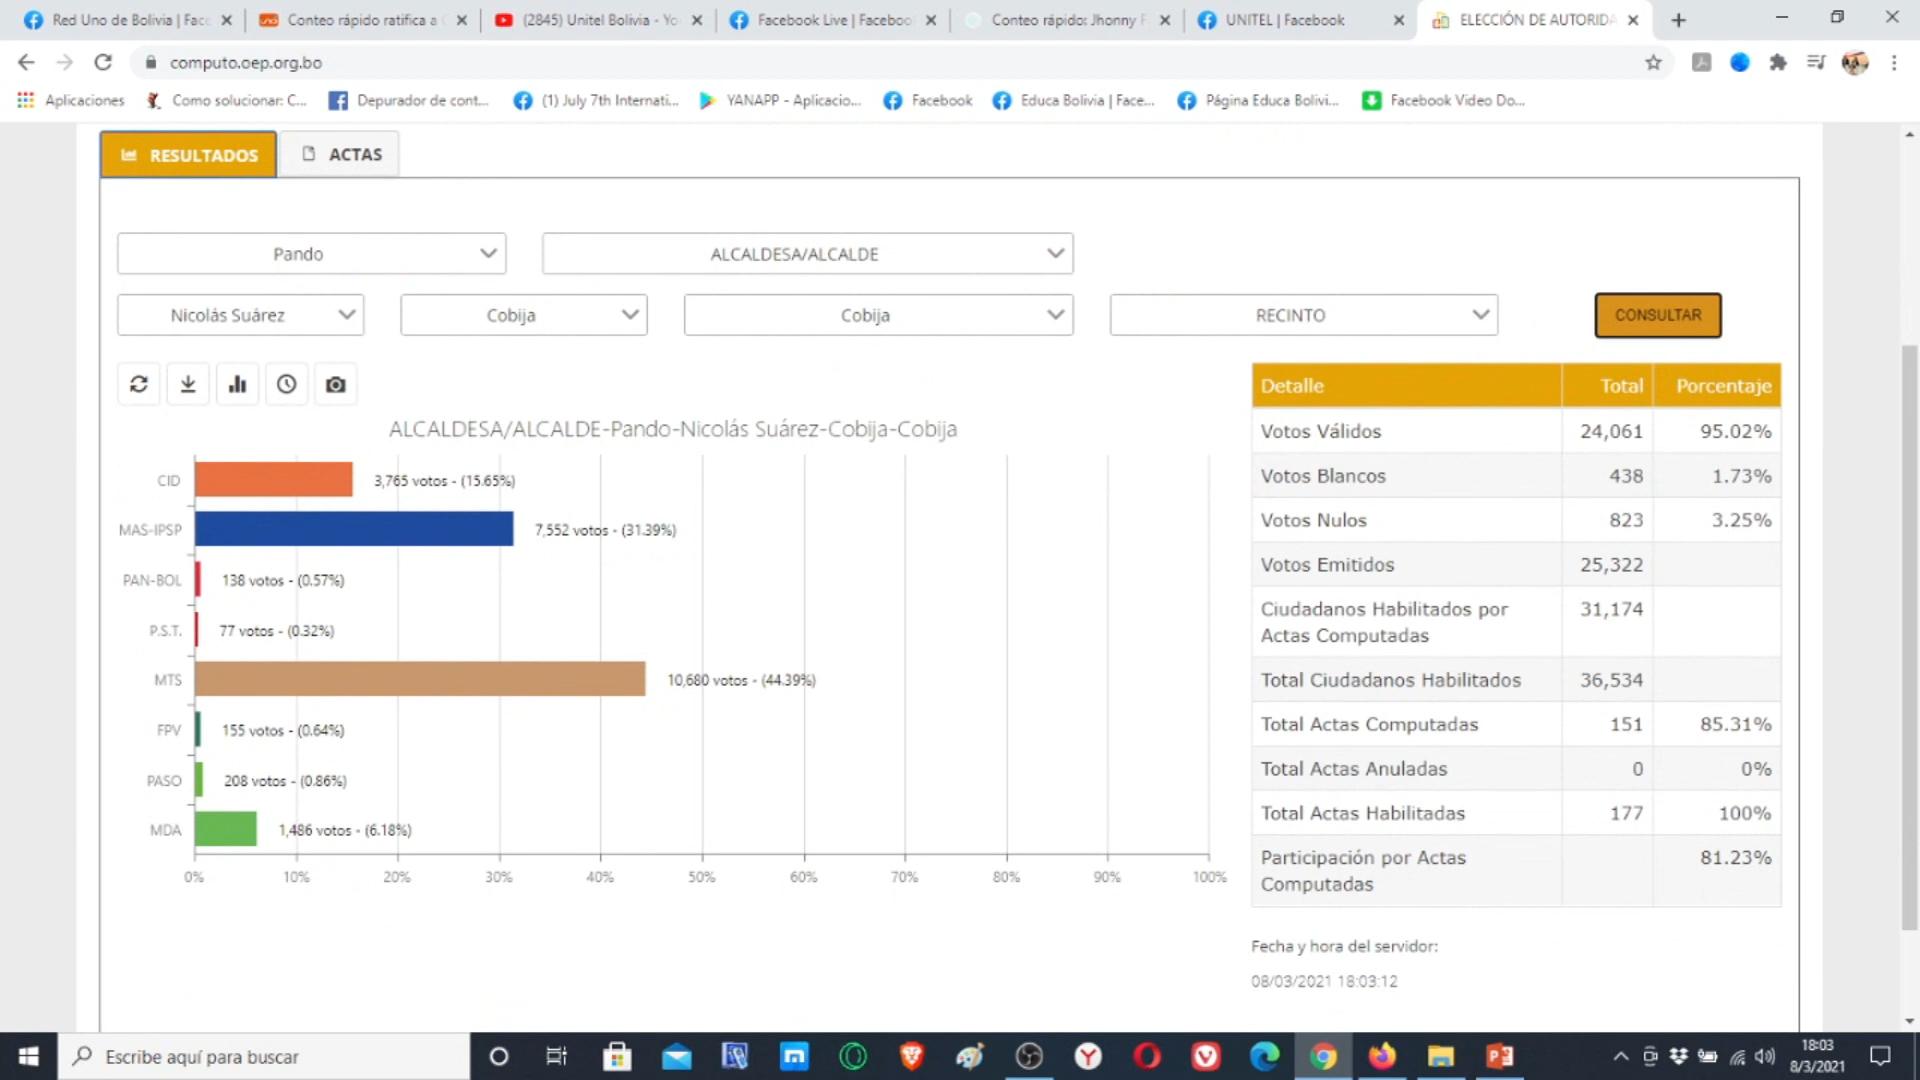 Red Uno de Bolivia | Face
Conteo rápido ratifica a
(2845) Unitel Bolivia - Yo
Facebook Live | Faceboo
Conteo rápido: Jhonny F
UNITEL | Facebook
ELECCIÓN DE AUTORIDA
computo.oep.org.bo
Aplicaciones
Como solucionar: C...
Depurador de cont...
(1) July 7th Internati...
YANAPP - Aplicacio...
Facebook
Educa Bolivia | Face...
Página Educa Bolivi...
Facebook Video Do...
RESULTADOS
ACTAS
Pando
ALCALDESA/ALCALDE
Nicolás Suárez
Cobija
Cobija
RECINTO
CONSULTAR
ALCALDESA/ALCALDE-Pando-Nicolás Suárez-Cobija-Cobija
CID 3,765 votos - (15.65%)
MAS-IPSP 7,552 votos - (31.39%)
PAN-BOL 138 votos - (0.57%)
P.S.T. 77 votos - (0.32%)
MTS 10,680 votos - (44.39%)
FPV 155 votos - (0.64%)
PASO 208 votos - (0.86%)
MDA 1,486 votos - (6.18%)
0% 10% 20% 30% 40% 50% 60% 70% 80% 90% 100%
Detalle Total Porcentaje
Votos Válidos 24,061 95.02%
Votos Blancos 438 1.73%
Votos Nulos 823 3.25%
Votos Emitidos 25,322
Ciudadanos Habilitados por 31,174
Actas Computadas
Total Ciudadanos Habilitados 36,534
Total Actas Computadas 151 85.31%
Total Actas Anuladas 0 0%
Total Actas Habilitadas 177 100%
Participación por Actas 81.23%
Computadas
Fecha y hora del servidor:
08/03/2021 18:03:12
Escribe aquí para buscar
18:03
8/3/2021